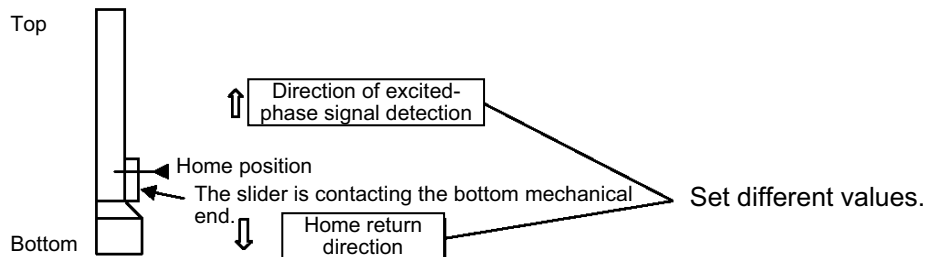 Top
Direction of excited-
phase signal detection
Home position
The slider is contacting the bottom mechanical
end.
Set different values.
Home return
direction
Bottom